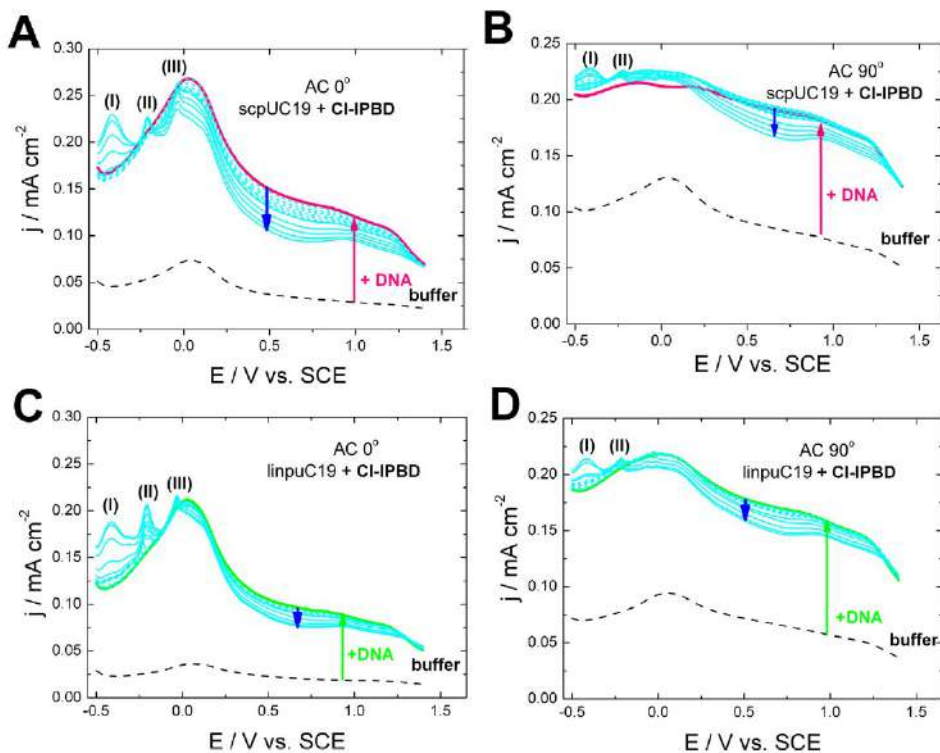 A
B
AC 0°
scpUC19 + CI-IPBD
(I)
(II)
(III)
+ DNA
buffer
0.30
0.25
0.20
0.15
0.10
0.05
0.00
-0.5
0.0
0.5
1.0
1.5
j / mA cm-2
E / V vs. SCE
AC 90°
scpUC19 + CI-IPBD
(I)
(II)
+ DNA
buffer
0.25
0.20
0.15
0.10
0.05
0.00
-0.5
0.0
0.5
1.0
1.5
j / mA cm-2
E / V vs. SCE
C
D
AC 0°
linpuC19 + CI-IPBD
(I)
(II)
(III)
+DNA
buffer
0.30
0.25
0.20
0.15
0.10
0.05
0.00
-0.5
0.0
0.5
1.0
1.5
j / mA cm-2
E / V vs. SCE
AC 90°
linpuC19 + CI-IPBD
(I)
(II)
+DNA
buffer
0.25
0.20
0.15
0.10
0.05
0.00
-0.5
0.0
0.5
1.0
1.5
j / mA cm-2
E / V vs. SCE